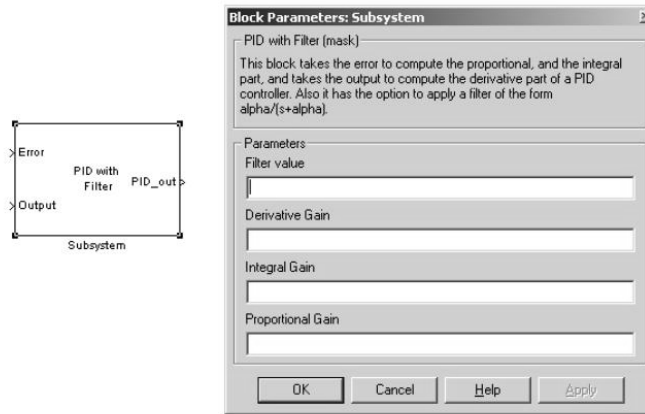 Error
Output
PID with
Filter
PID_out
Subsystem
Block Parameters: Subsystem
PID with Filter (mask)
This block takes the error to compute the proportional, and the integral
part, and takes the output to compute the derivative part of a PID
controller. Also it has the option to apply a filter of the form
alpha/(s+alpha).
Parameters
Filter value
Derivative Gain
Integral Gain
Proportional Gain
OK Cancel Help Apply